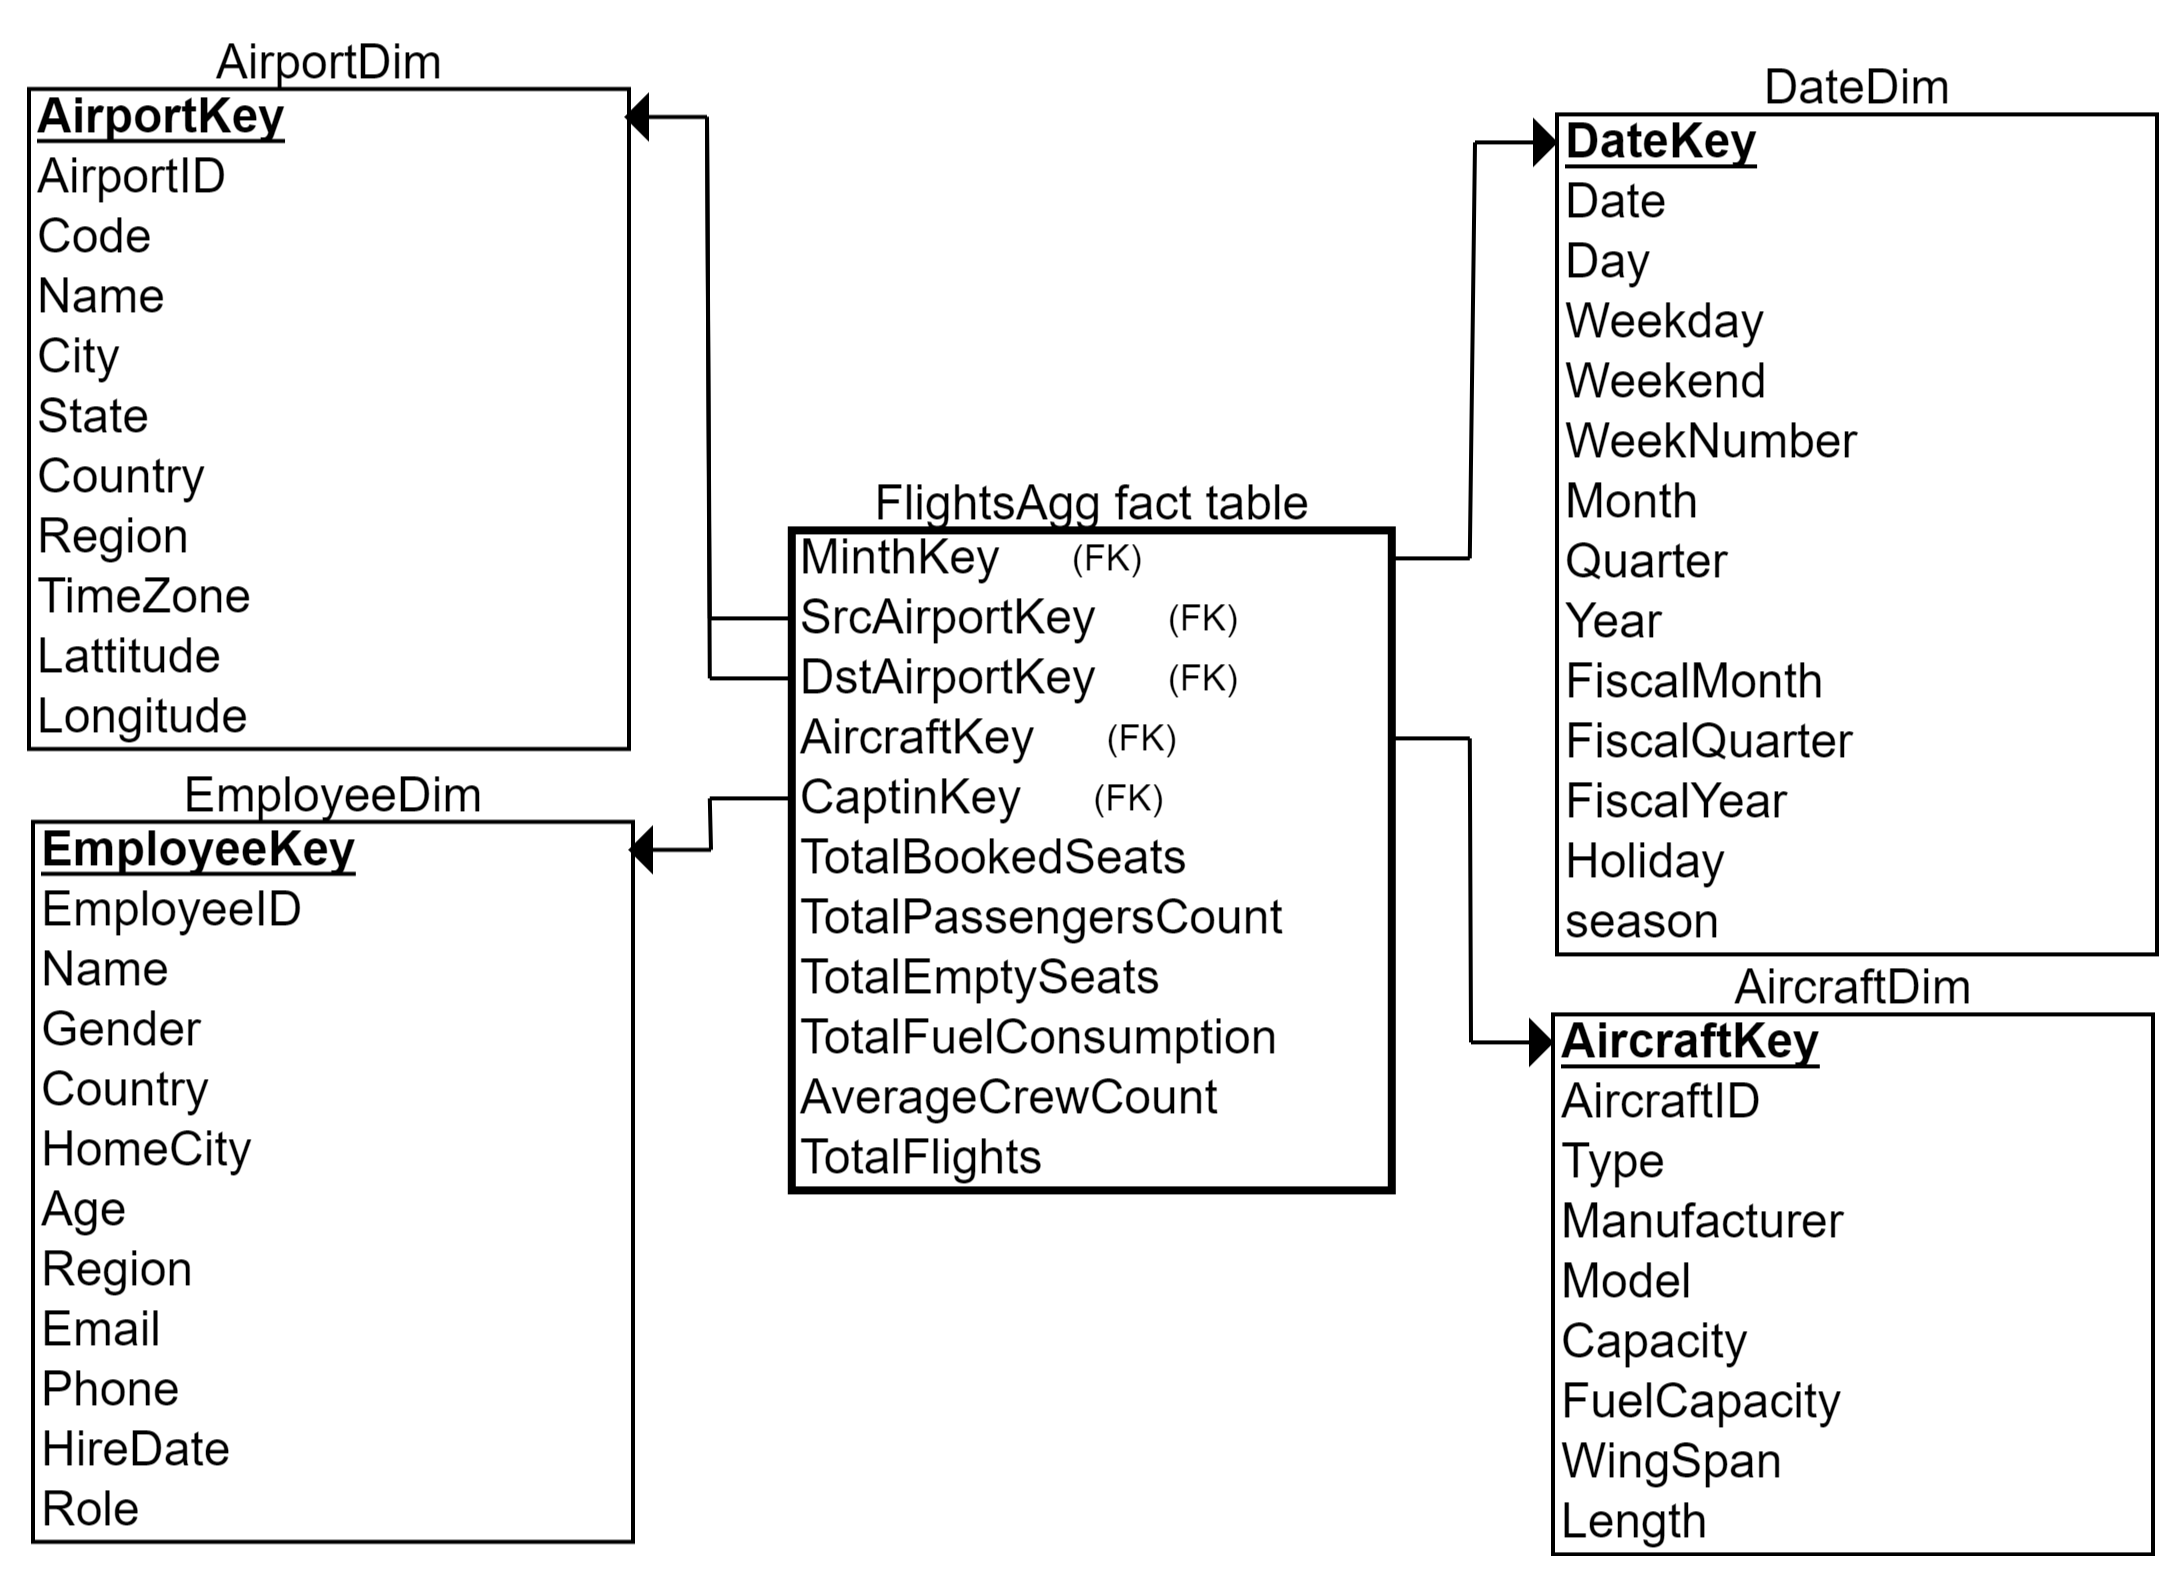 AirportDim
AirportKey
AirportID
Code
Name
City
State
Country
Region
TimeZone
Lattitude
Longitude
EmployeeDim
EmployeeKey
EmployeeID
Name
Gender
Country
HomeCity
Age
Region
Email
Phone
HireDate
Role
FlightsAgg fact table
MinthKey (FK)
SrcAirportKey (FK)
DstAirportKey (FK)
AircraftKey (FK)
CaptinKey (FK)
TotalBookedSeats
TotalPassengersCount
TotalEmptySeats
TotalFuelConsumption
AverageCrewCount
TotalFlights
DateDim
DateKey
Date
Day
Weekday
Weekend
WeekNumber
Month
Quarter
Year
FiscalMonth
FiscalQuarter
FiscalYear
Holiday
season
AircraftDim
AircraftKey
AircraftID
Type
Manufacturer
Model
Capacity
FuelCapacity
WingSpan
Length